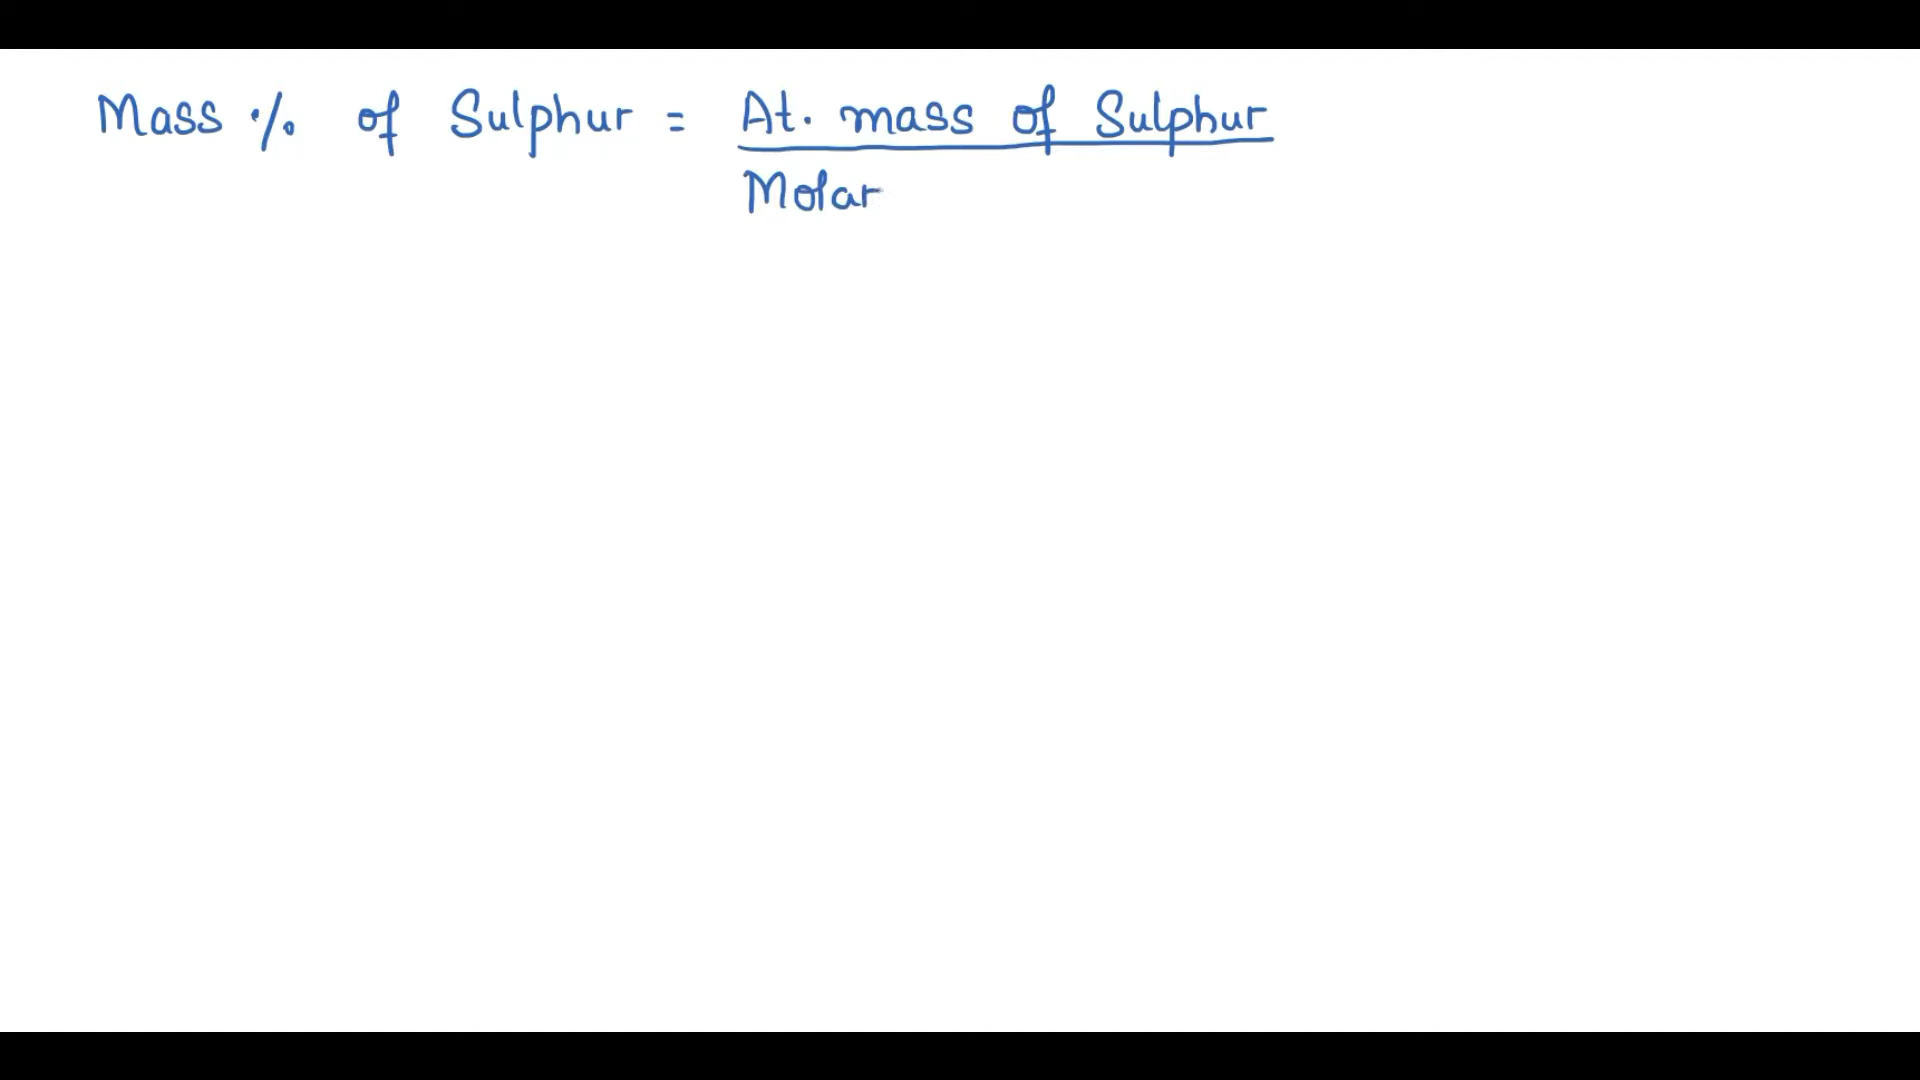 Mass % of Sulphur = At. mass of Sulphur
Molar